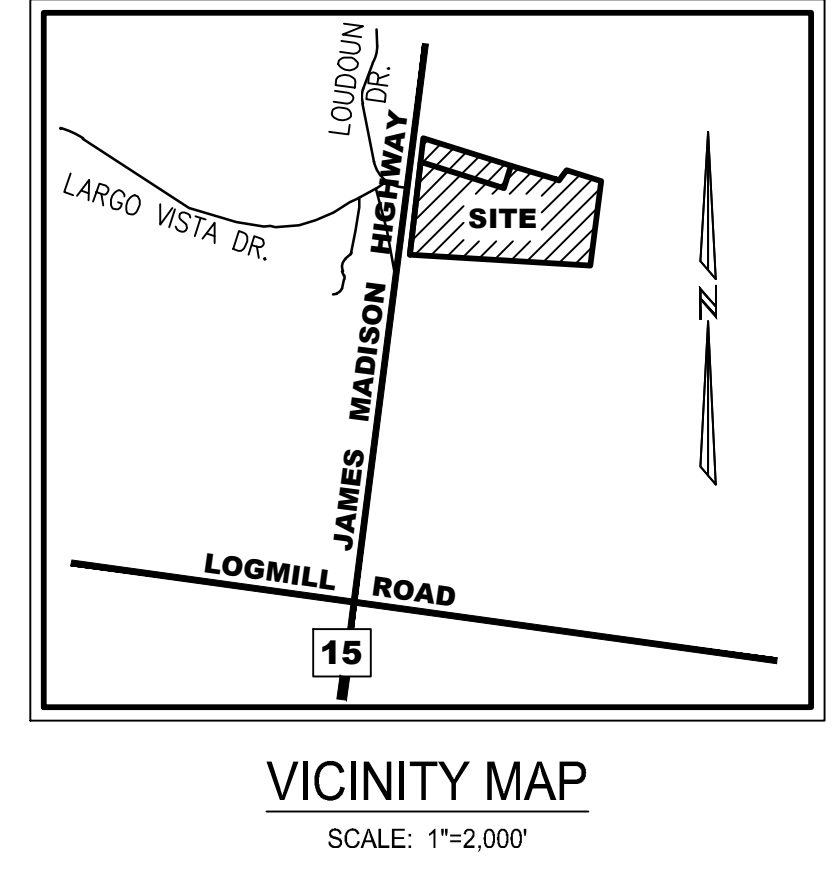 LOUDOUN
DR.
LARGO VISTA DR.
JAMES MADISON HIGHWAY
SITE
N
LOGMILL ROAD
15
VICINITY MAP
SCALE: 1"=2,000'